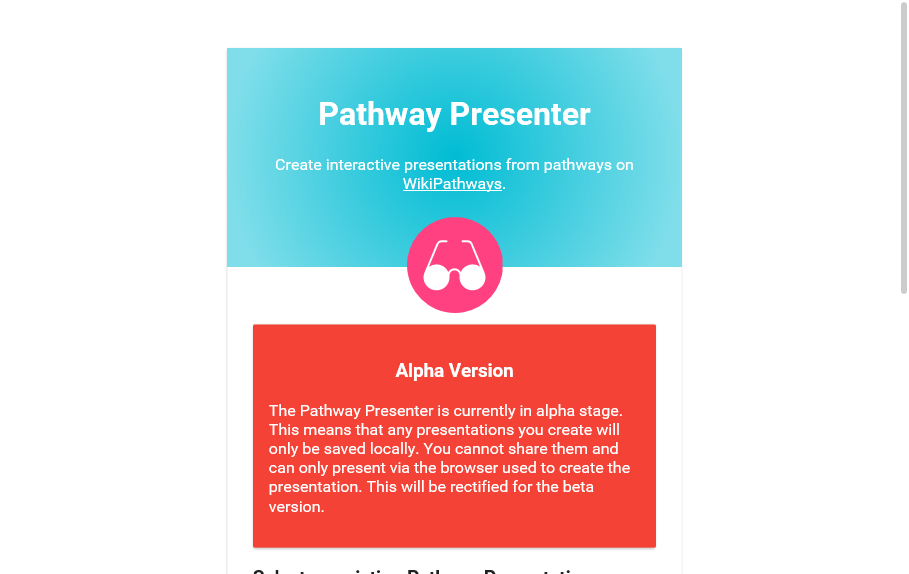 Pathway Presenter
Create interactive presentations from pathways on
WikiPathways.
Alpha Version
The Pathway Presenter is currently in alpha stage.
This means that any presentations you create will
only be saved locally. You cannot share them and
can only present via the browser used to create the
presentation. This will be rectified for the beta
version.